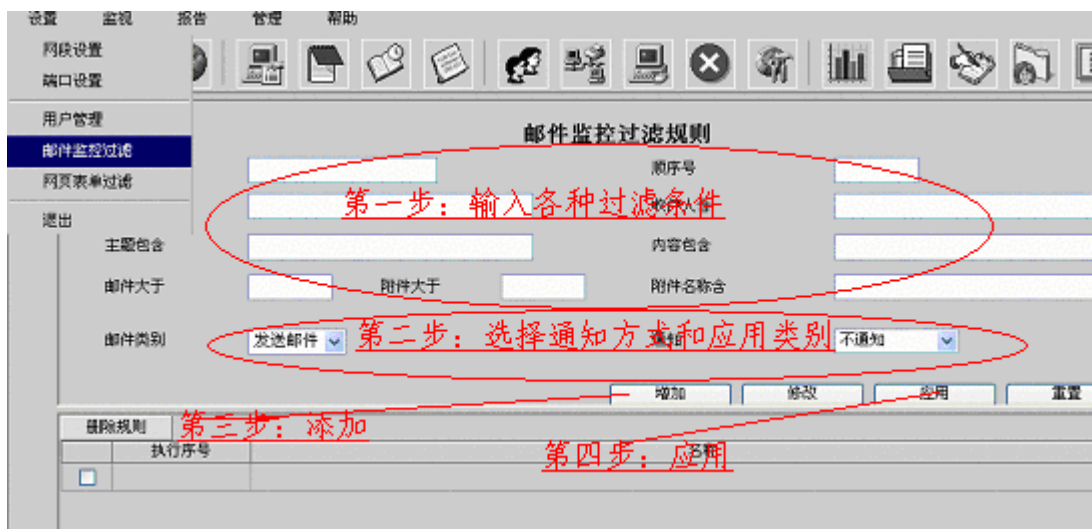 设置 监视 报告 管理 帮助
网段设置
端口设置
用户管理
邮件监控过滤
网页表单过滤
退出
邮件监控过滤规则
顺序号
第一步：输入各种过滤条件
主题包含 内容包含
邮件大于 附件大于 附件名称含
邮件类别 发送邮件 第二步：选择通知方式和应用类别 不通知
增加 修改 应用 重置
删除规则 第三步：添加
执行序号 名称
第四步：应用